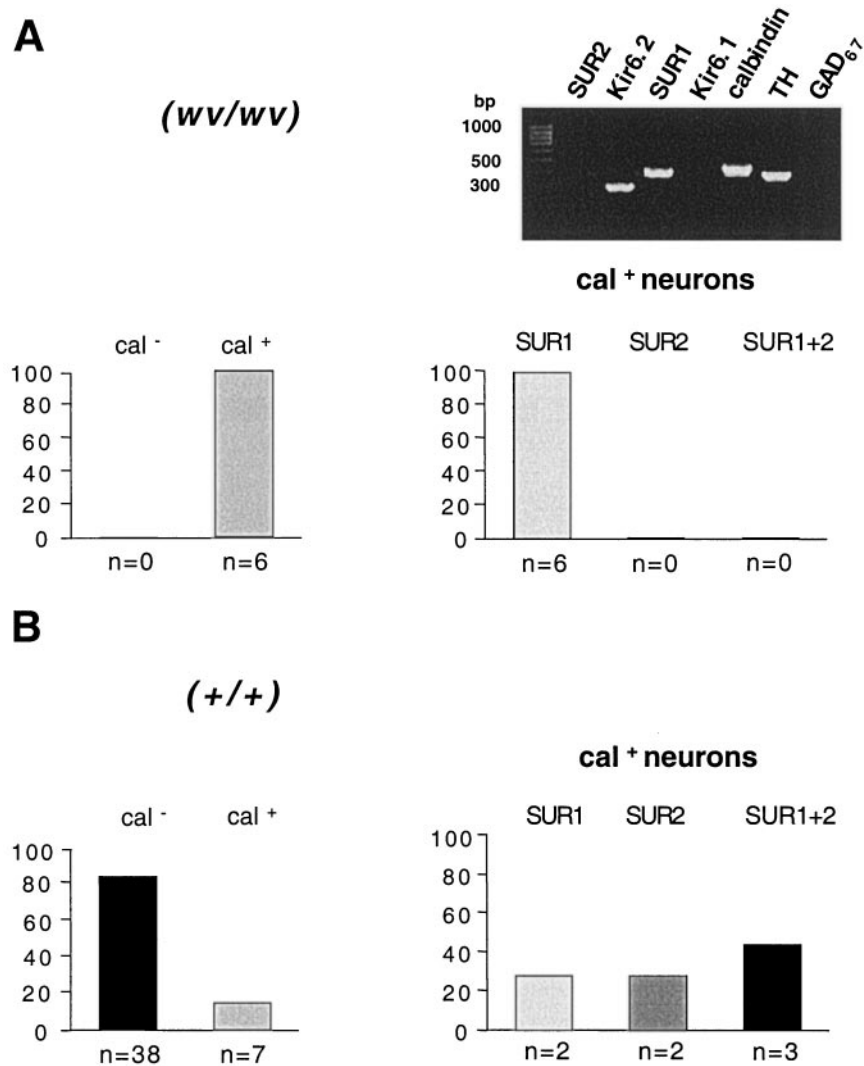 A
(wv/wv)
SUR2 Kir6.2 SUR1 Kir6.1 calbindin TH GAD67
bp
1000
500
300
cal + neurons
cal - cal +
100
80
60
40
20
0
n=0 n=6
SUR1 SUR2 SUR1+2
100
80
60
40
20
0
n=6 n=0 n=0
B
(+/+)
cal + neurons
cal - cal +
100
80
60
40
20
0
n=38 n=7
SUR1 SUR2 SUR1+2
100
80
60
40
20
0
n=2 n=2 n=3